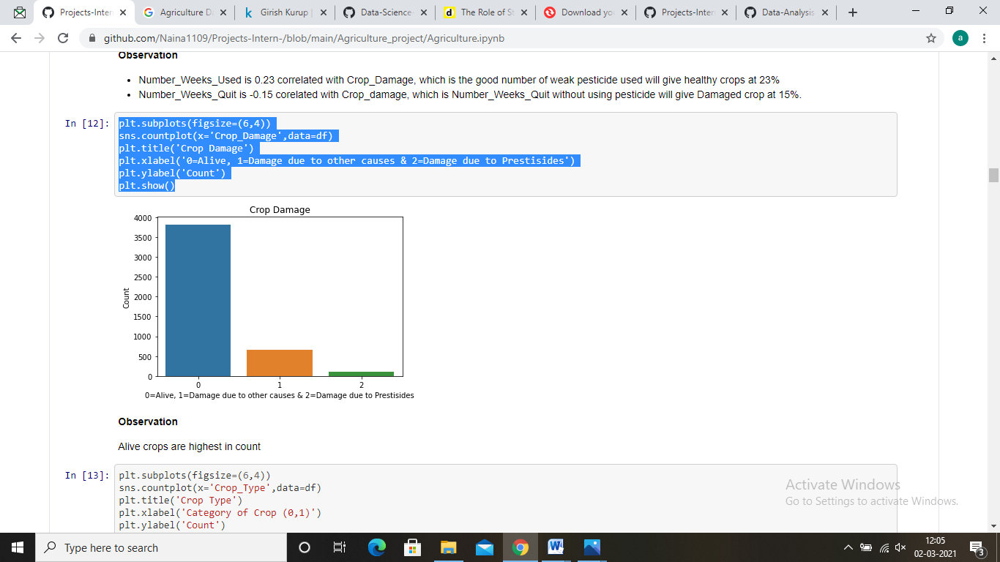 Projects-Inter
Agriculture D
Girish Kurup |
Data-Science-
The Role of St
Download you
Projects-Inter
Data-Analysis
github.com/Naina1109/Projects-Intern-/blob/main/Agriculture_project/Agriculture.ipynb
a
Observation
• Number_Weeks_Used is 0.23 correlated with Crop_Damage, which is the good number of weak pesticide used will give healthy crops at 23%
• Number_Weeks_Quit is -0.15 corelated with Crop_damage, which is Number_Weeks_Quit without using pesticide will give Damaged crop at 15%.
In [12]:
plt.subplots(figsize=(6,4))
sns.countplot(x='Crop_Damage',data=df)
plt.title('Crop Damage')
plt.xlabel('0=Alive, 1=Damage due to other causes & 2=Damage due to Prestisides')
plt.ylabel('Count')
plt.show()
Crop Damage
4000
3500
3000
2500
2000
1500
1000
500
0
Count
0 1 2
0=Alive, 1=Damage due to other causes & 2=Damage due to Prestisides
Observation
Alive crops are highest in count
In [13]:
plt.subplots(figsize=(6,4))
sns.countplot(x='Crop_Type',data=df)
plt.title('Crop Type')
plt.xlabel('Category of Crop (0,1)')
plt.ylabel('Count')
Activate Windows
Go to Settings to activate Windows.
Type here to search
12:05
02-03-2021
3